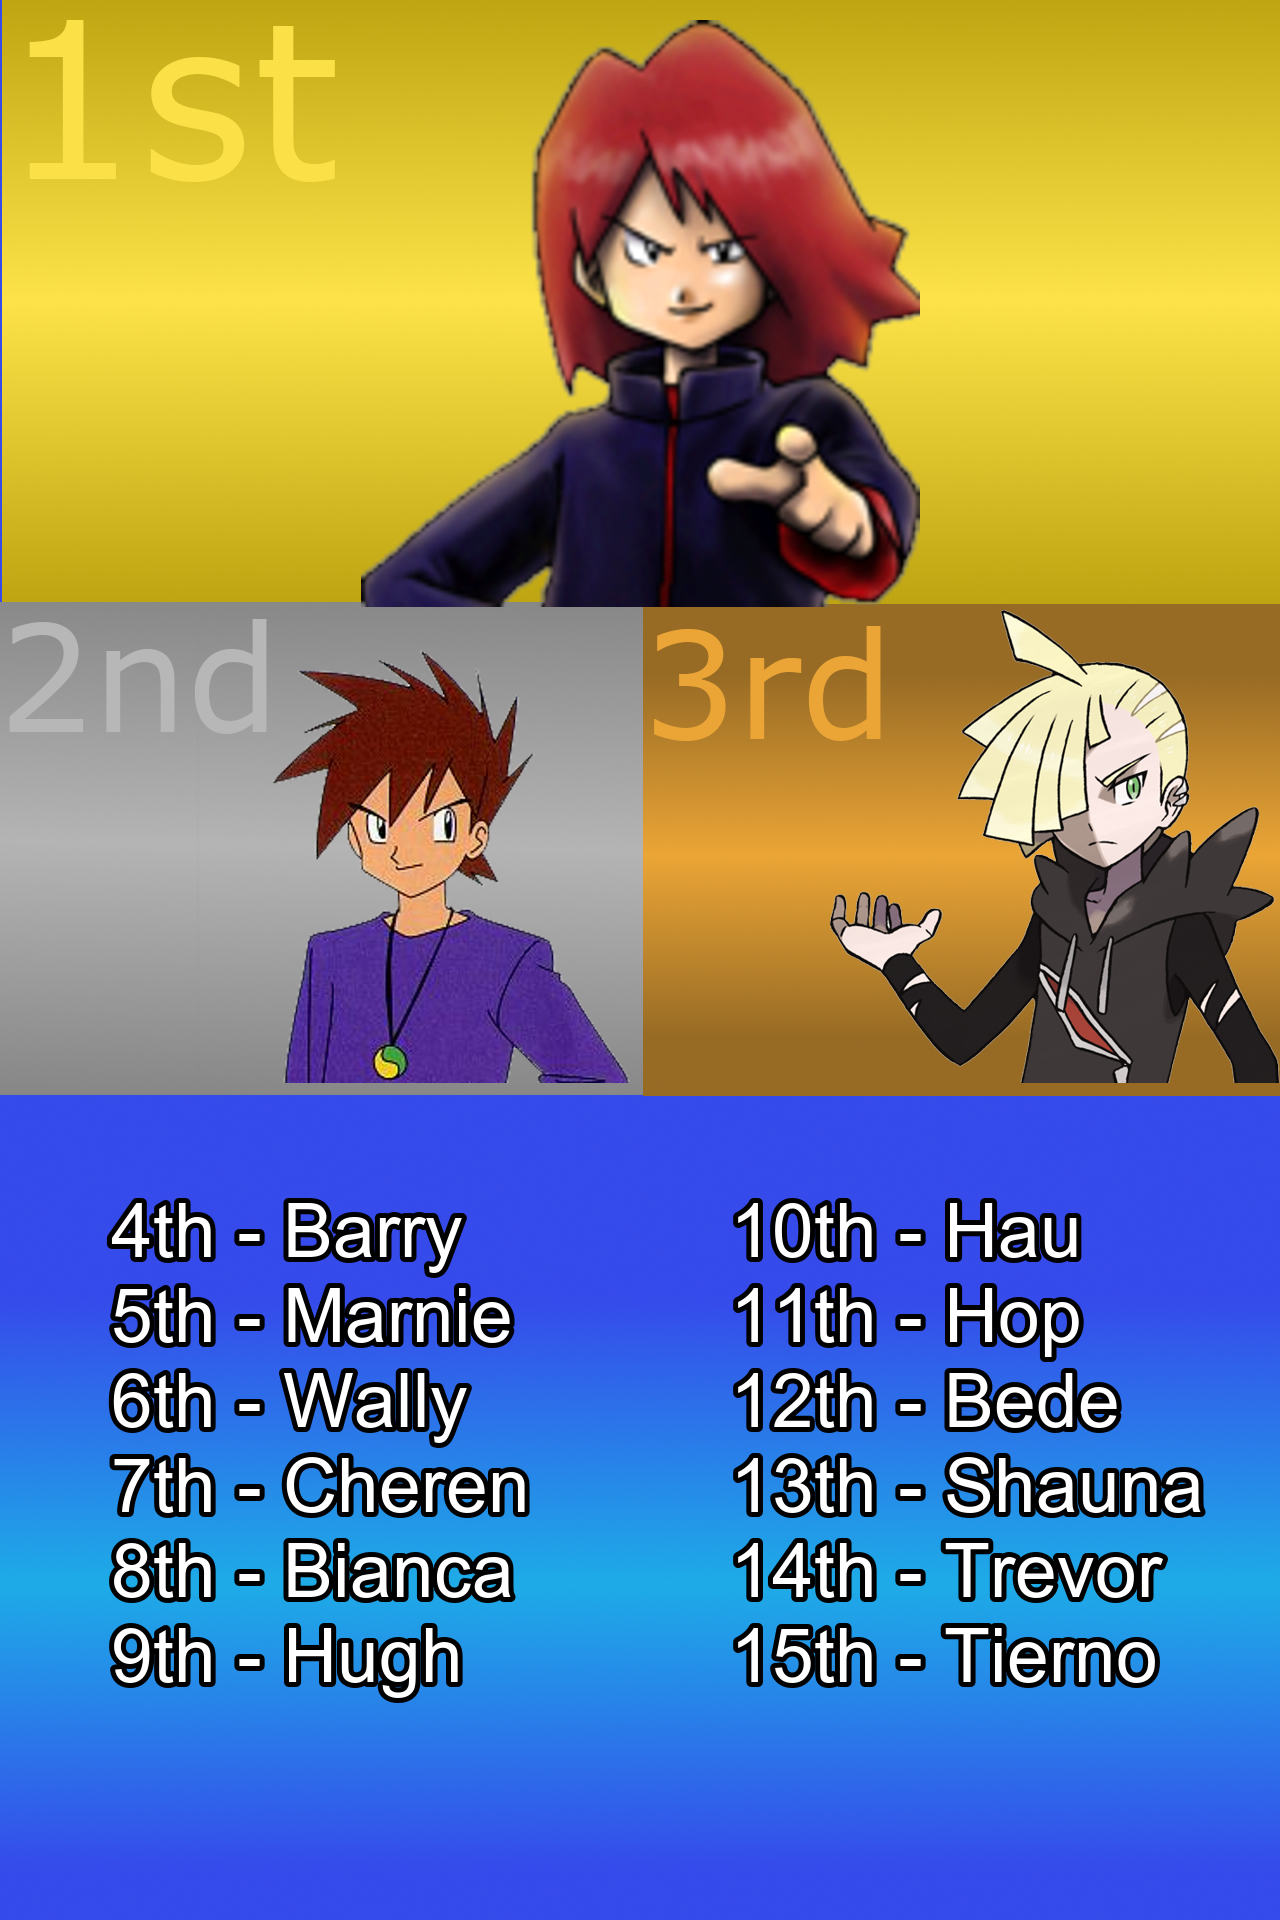 1st
2nd
3rd
4th - Barry
5th - Marnie
6th - Wally
7th - Cheren
8th - Bianca
9th - Hugh
10th - Hau
11th - Hop
12th - Bede
13th - Shauna
14th - Trevor
15th - Tierno